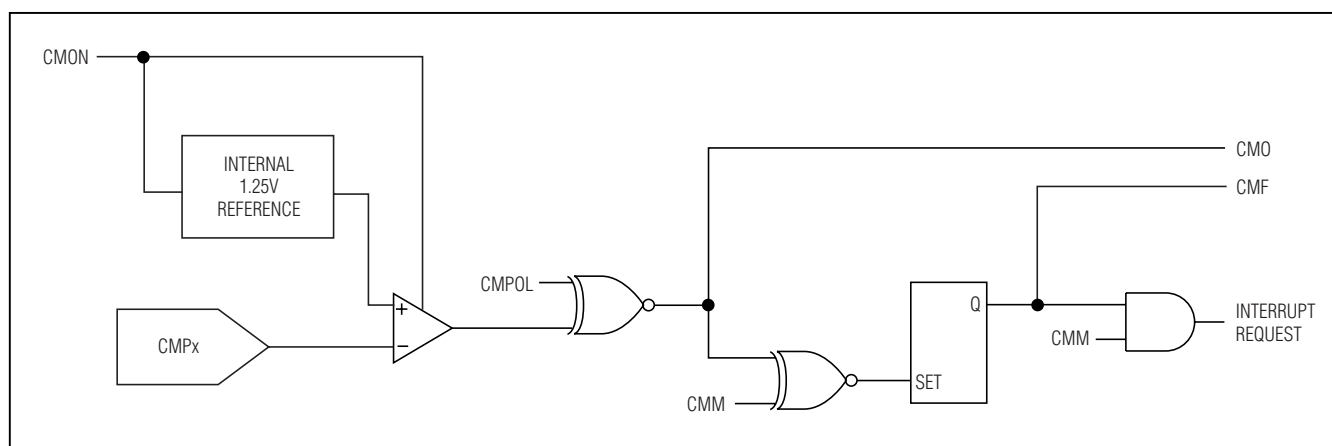 CMON
INTERNAL
1.25V
REFERENCE
CMPx
+
−
CMPOL
CMO
CMF
Q
SET
CMM
CMM
INTERRUPT
REQUEST